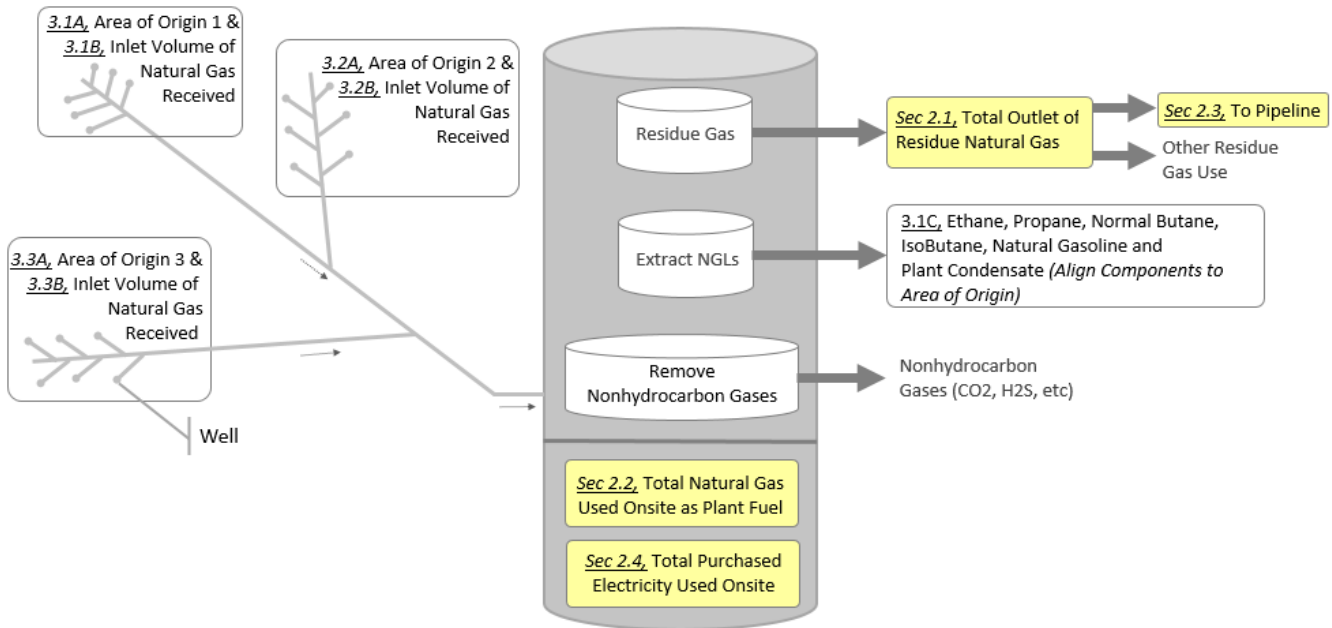 3.1A, Area of Origin 1 &
3.1B, Inlet Volume of
Natural Gas
Received
3.2A, Area of Origin 2 &
3.2B, Inlet Volume of
Natural Gas
Received
3.3A, Area of Origin 3 &
3.3B, Inlet Volume of
Natural Gas
Received
Well
Residue Gas
Sec 2.1, Total Outlet of
Residue Natural Gas
Sec 2.3, To Pipeline
Other Residue
Gas Use
Extract NGLs
3.1C, Ethane, Propane, Normal Butane,
IsoButane, Natural Gasoline and
Plant Condensate (Align Components to
Area of Origin)
Remove
Nonhydrocarbon Gases
Nonhydrocarbon
Gases (CO2, H2S, etc)
Sec 2.2, Total Natural Gas
Used Onsite as Plant Fuel
Sec 2.4, Total Purchased
Electricity Used Onsite